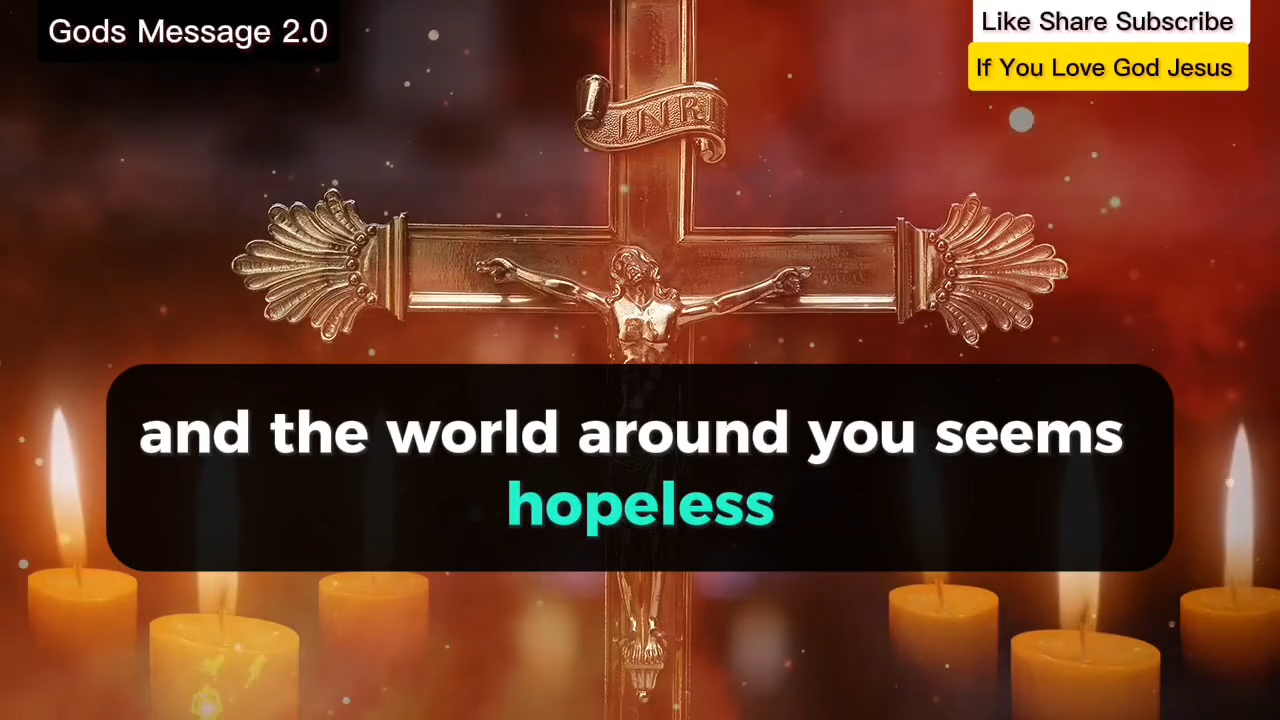 Gods Message 2.0
Like Share Subscribe
If You Love God Jesus
INRI
and the world around you seems
hopeless